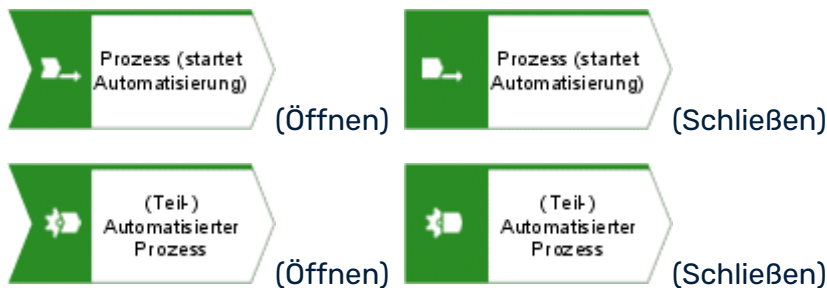 Prozess (startet
Automatisierung)
(Öffnen)
Prozess (startet
Automatisierung)
(Schließen)
(Teil-)
Automatisierter
Prozess
(Öffnen)
(Teil-)
Automatisierter
Prozess
(Schließen)